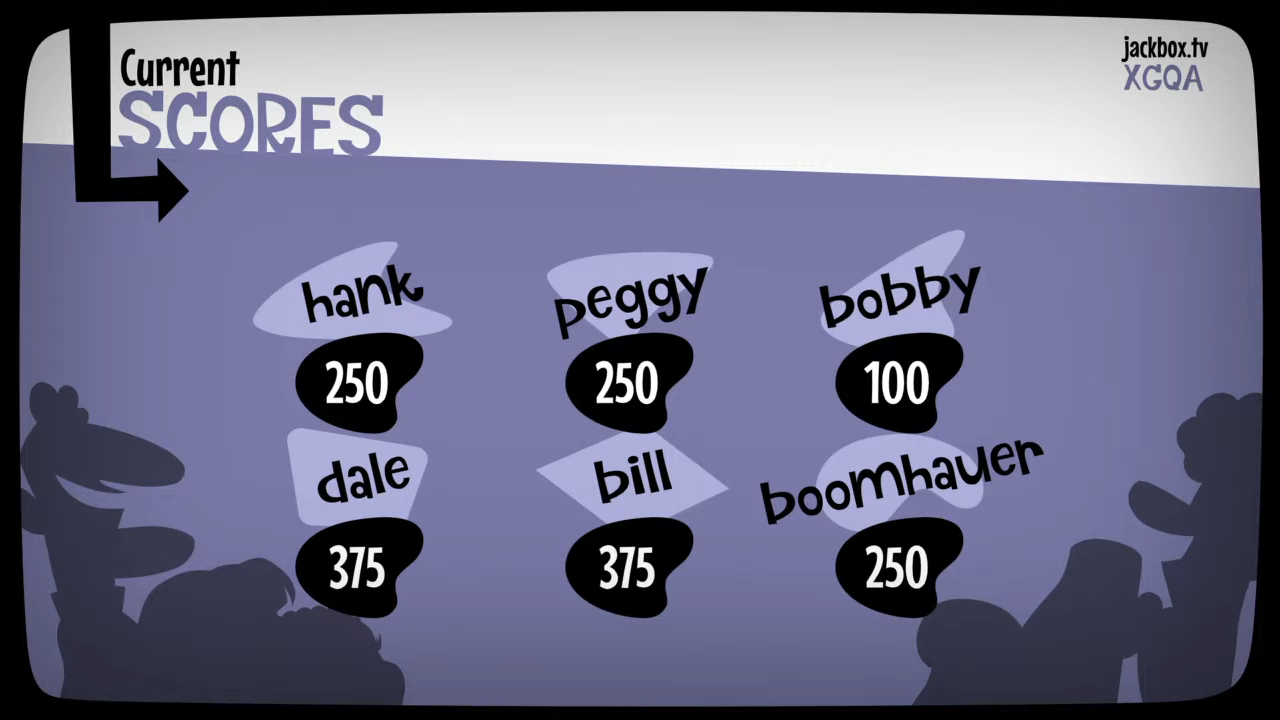 Current
SCORES
jackbox.tv
XGQA
hank
peggy
bobby
250
250
100
dale
bill
boomhauer
375
375
250